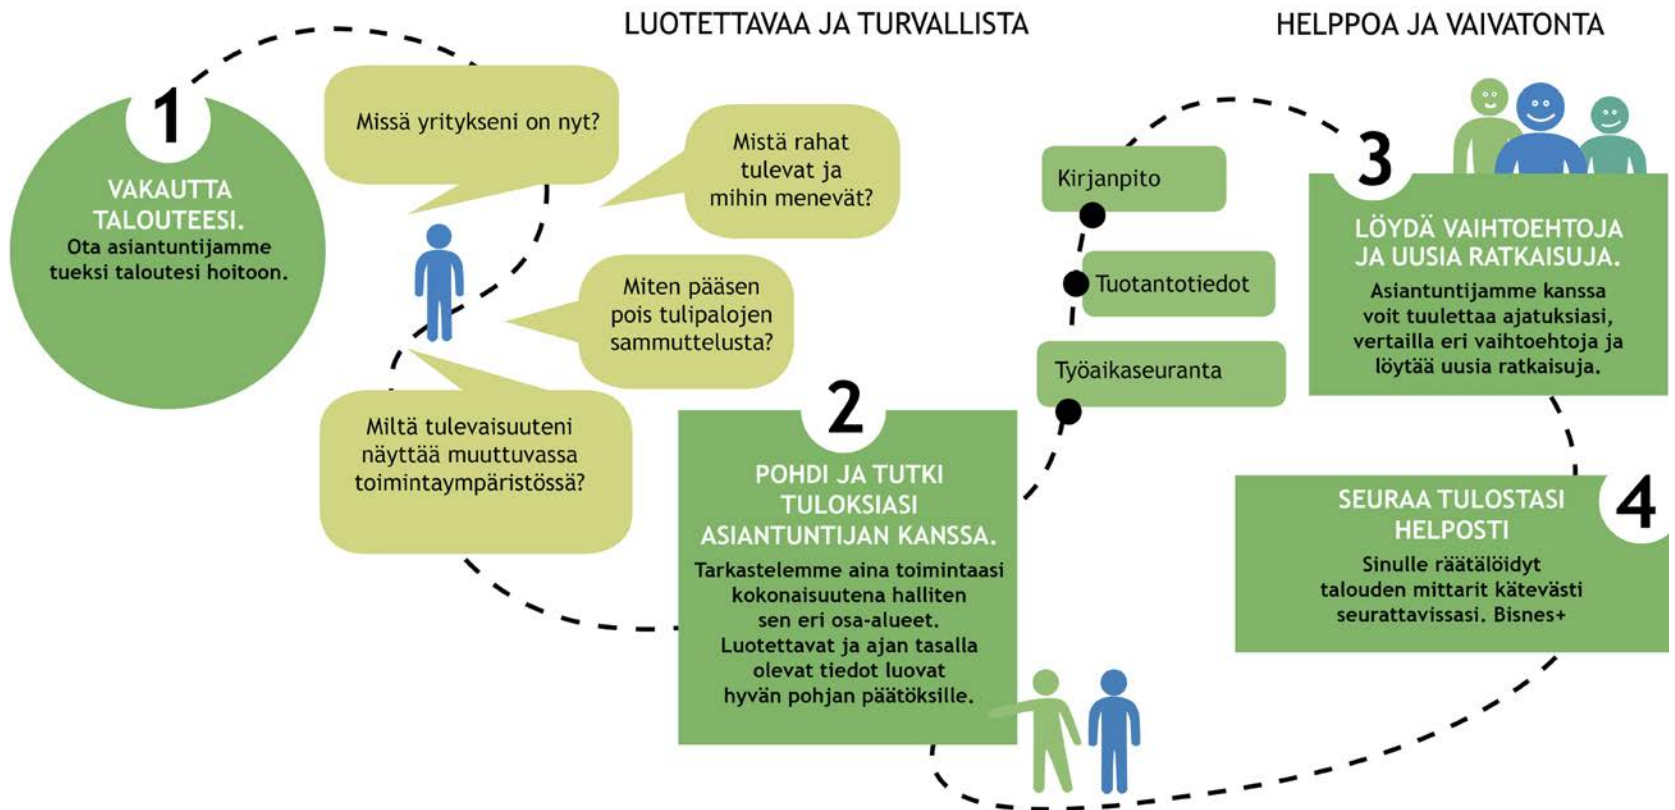 LUOTETTAVAA JA TURVALLISTA
HELPPOA JA VAIVATONTA
1
VAKAUTTA
TALOUTEESI.
Ota asiantuntijamme
tueksi taloutesi hoitoon.
Missä yritykseni on nyt?
Mistä rahat
tulevat ja
mihin menevät?
Miten pääsen
pois tulipalojen
sammuttelusta?
Miltä tulevaisuuteni
näyttää muuttuvassa
toimintaympäristössä?
2
POHDI JA TUTKI
TULOKSIASI
ASIANTUNTIJAN KANSSA.
Tarkastelemme aina toimintaasi
kokonaisuutena halliten
sen eri osa-alueet.
Luotettavat ja ajan tasalla
olevat tiedot luovat
hyvän pohjan päätöksille.
Kirjanpito
Tuotantotiedot
Työaikaseuranta
3
LÖYDÄ VAIHTOEHTOJA
JA UUSIA RATKAISUJA.
Asiantuntijamme kanssa
voit tuulettaa ajatuksiasi,
vertailla eri vaihtoehtoja ja
löytää uusia ratkaisuja.
4
SEURAA TULOSTASI
HELPOSTI
Sinulle räätälöidyt
talouden mittarit kätevästi
seurattavissasi. Bisnes+